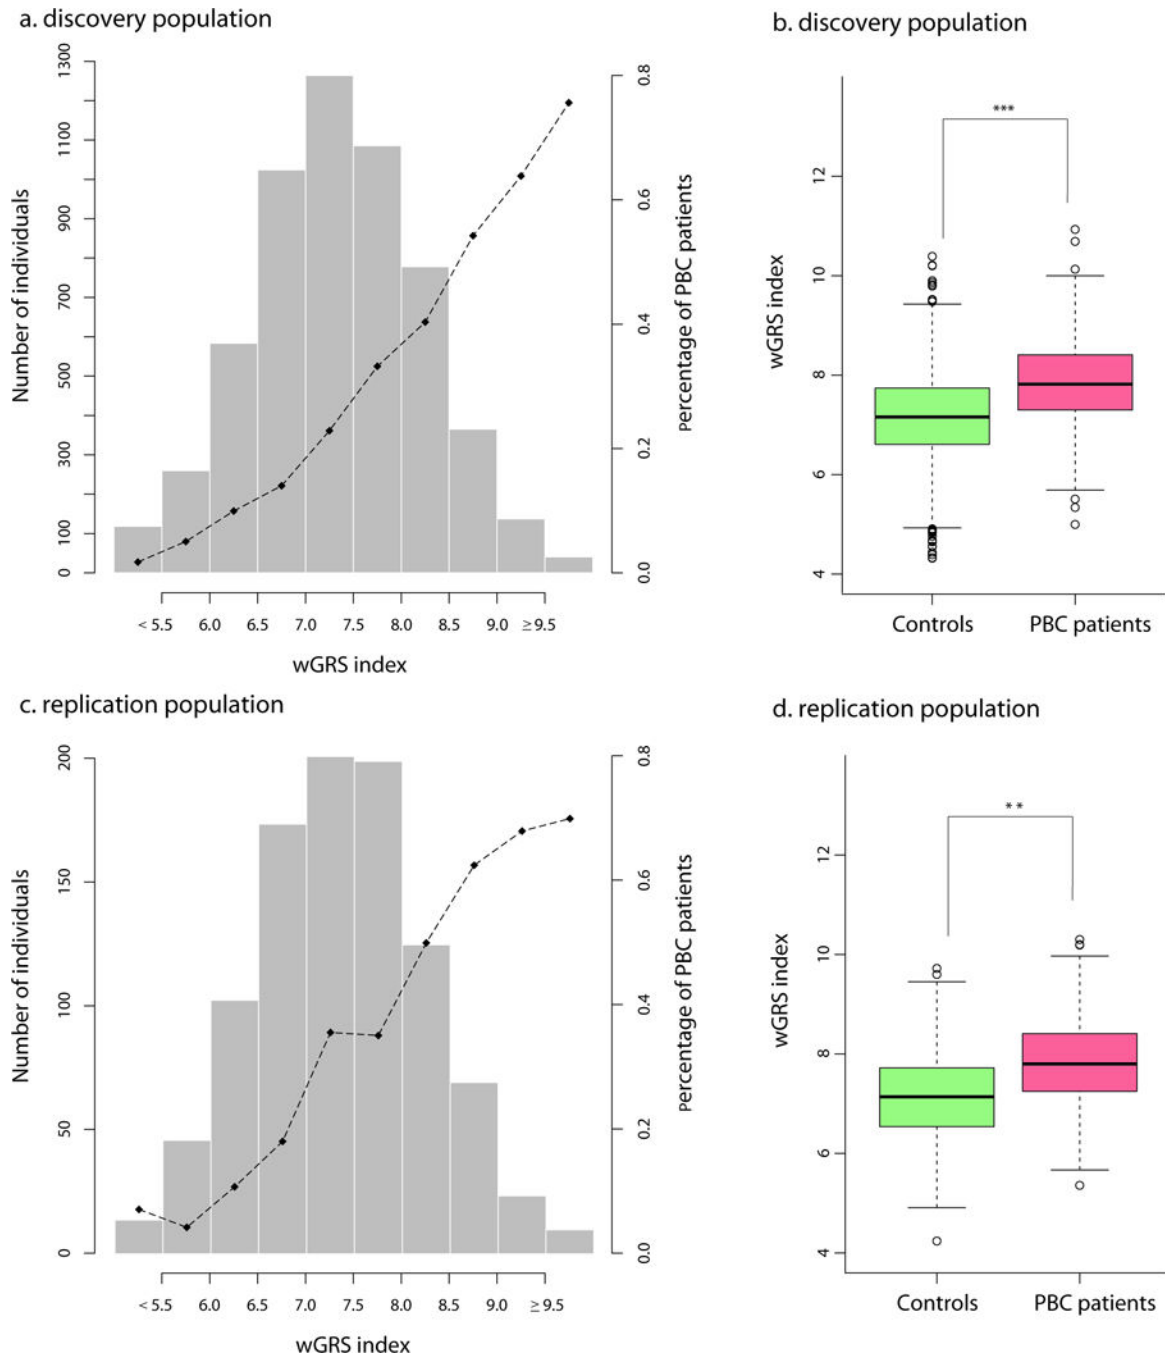 a. discovery population
1300
1100
900
700
500
300
100
0
Number of individuals
0.8
0.6
0.4
0.2
0.0
Percentage of PBC patients
< 5.5 6.0 6.5 7.0 7.5 8.0 8.5 9.0 ≥ 9.5
wGRS index
b. discovery population
***
12
10
8
6
4
wGRS index
Controls PBC patients
c. replication population
200
150
100
50
0
Number of individuals
0.8
0.6
0.4
0.2
0.0
Percentage of PBC patients
< 5.5 6.0 6.5 7.0 7.5 8.0 8.5 9.0 ≥ 9.5
wGRS index
d. replication population
**
12
10
8
6
4
wGRS index
Controls PBC patients